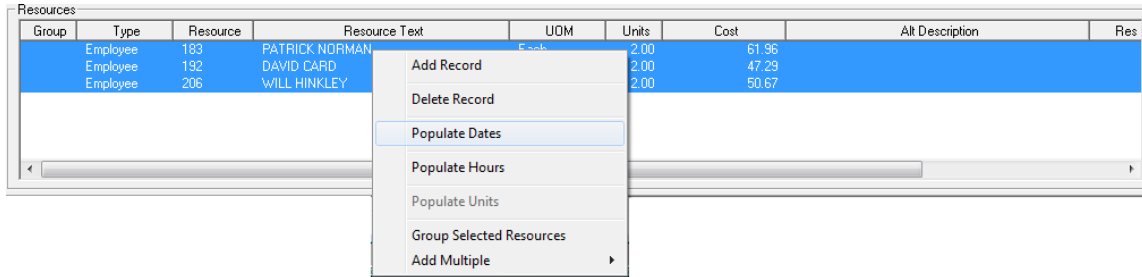 Resources
Group Type Resource Resource Text UOM Units Cost Alt Description Res
Employee 183 PATRICK NORMAN Each 2.00 61.96
Employee 192 DAVID CARD 2.00 47.29
Employee 206 WILL HINKLEY 2.00 50.67
Add Record
Delete Record
Populate Dates
Populate Hours
Populate Units
Group Selected Resources
Add Multiple